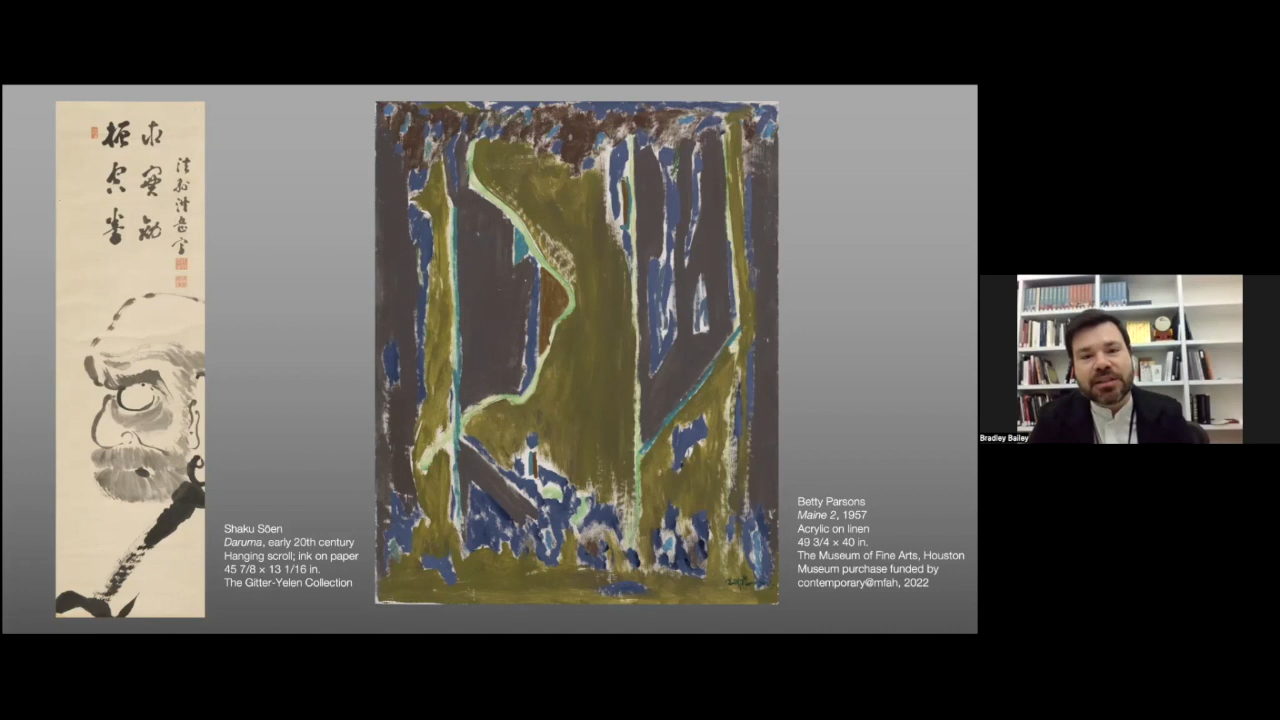 Shaku Sōen
Daruma, early 20th century
Hanging scroll; ink on paper
45 7/8 × 13 1/16 in.
The Gitter-Yelen Collection
Betty Parsons
Maine 2, 1957
Acrylic on linen
49 3/4 × 40 in.
The Museum of Fine Arts, Houston
Museum purchase funded by
contemporary@mfah, 2022
Bradley Bailey